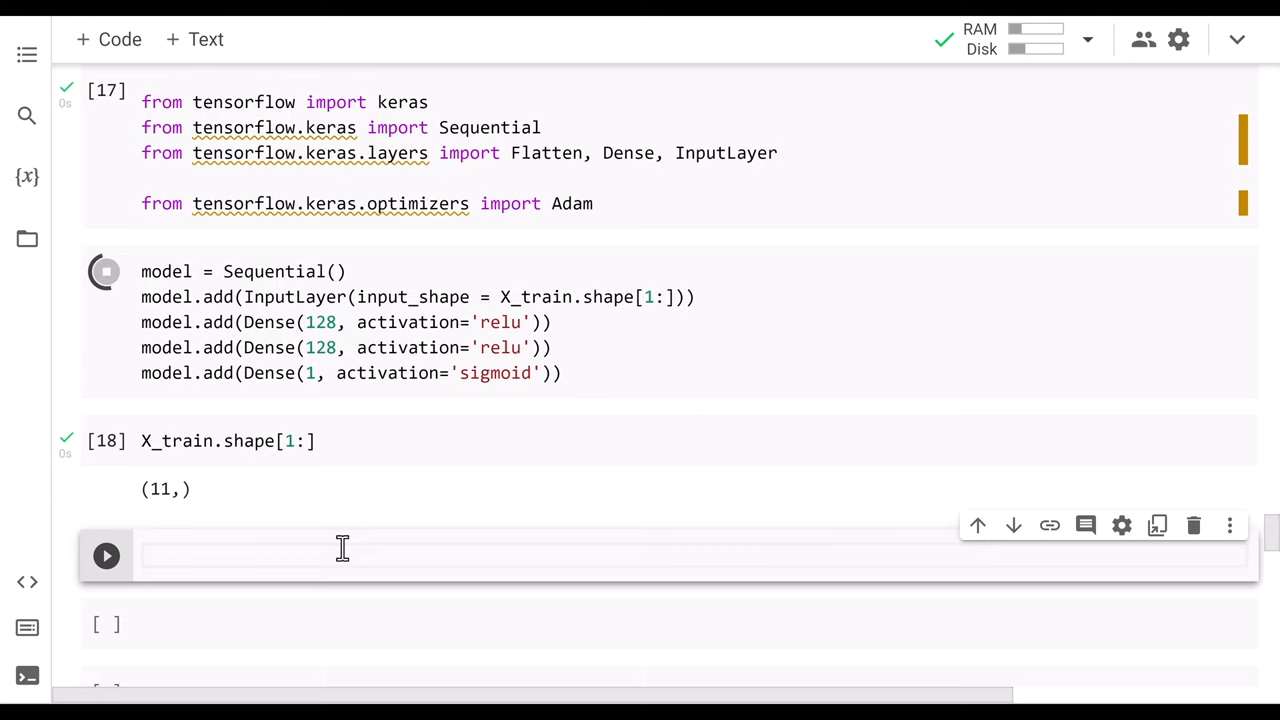 + Code + Text
RAM
Disk
[17]
0s
from tensorflow import keras
from tensorflow.keras import Sequential
from tensorflow.keras.layers import Flatten, Dense, InputLayer
from tensorflow.keras.optimizers import Adam
model = Sequential()
model.add(InputLayer(input_shape = X_train.shape[1:]))
model.add(Dense(128, activation='relu'))
model.add(Dense(128, activation='relu'))
model.add(Dense(1, activation='sigmoid'))
[18] X_train.shape[1:]
0s
(11,)
[ ]